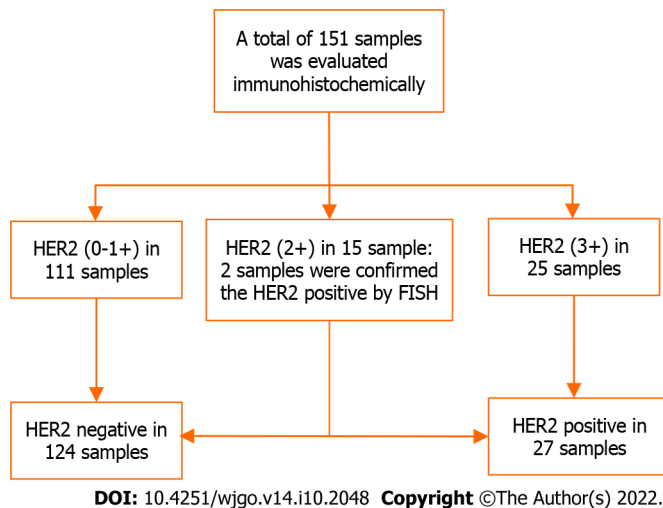 A total of 151 samples
was evaluated
immunohistochemically
HER2 (0-1+) in
111 samples
HER2 (2+) in 15 sample:
2 samples were confirmed
the HER2 positive by FISH
HER2 (3+) in
25 samples
HER2 negative in
124 samples
HER2 positive in
27 samples
DOI: 10.4251/wjgo.v14.i10.2048 Copyright ©The Author(s) 2022.